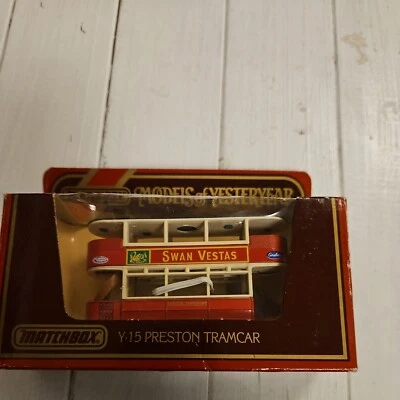 MODELS of YESTERYEAR
SWAN VESTAS
MATCHBOX
Y-15 PRESTON TRAMCAR